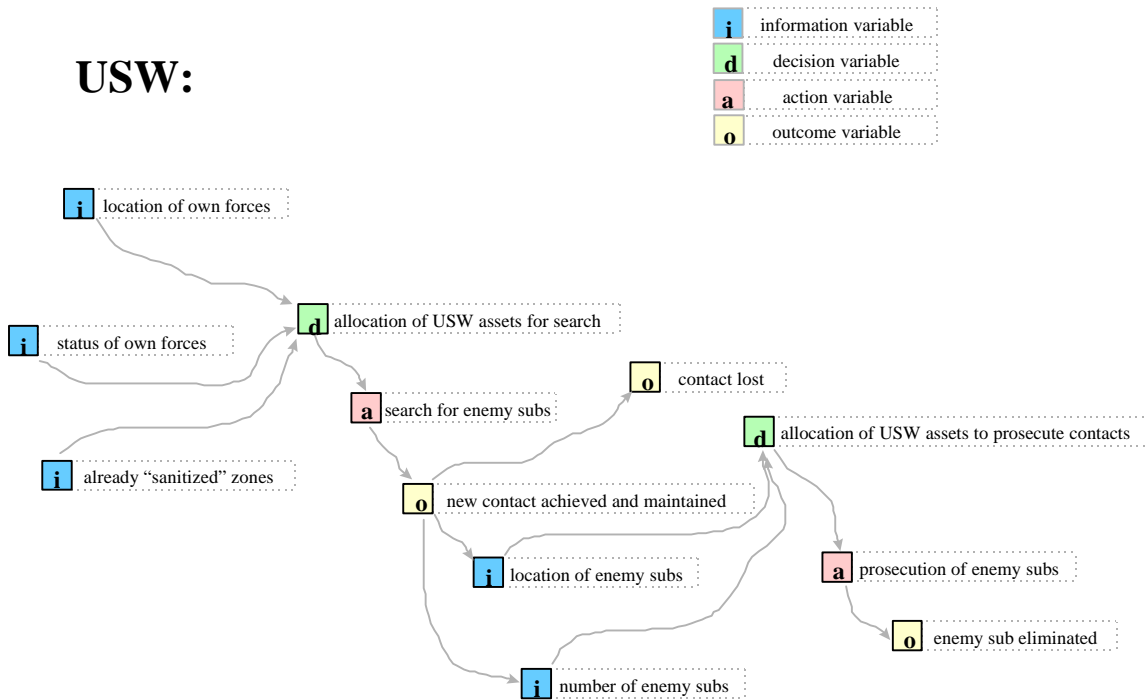 i information variable
USW:
d decision variable
a action variable
o outcome variable
i location of own forces
d allocation of USW assets for search
i status of own forces
o contact lost
a search for enemy subs
d allocation of USW assets to prosecute contacts
i already “sanitized” zones
o new contact achieved and maintained
i location of enemy subs
a prosecution of enemy subs
o enemy sub eliminated
i number of enemy subs